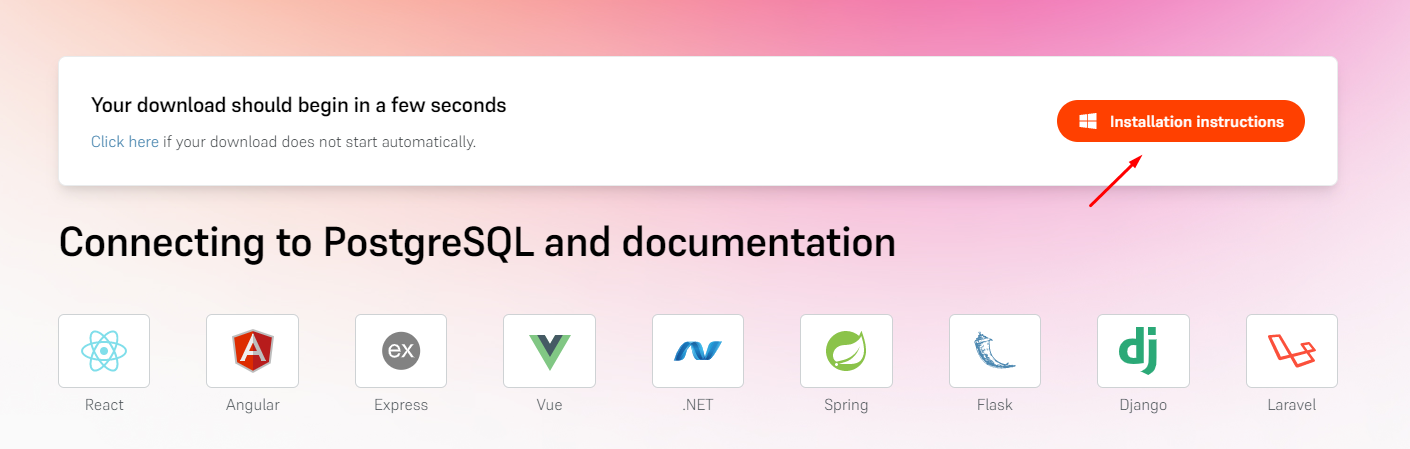 Your download should begin in a few seconds
Click here if your download does not start automatically.
Installation instructions
Connecting to PostgreSQL and documentation
ex
React
Angular
Express
Vue
.NET
Spring
Flask
Django
Laravel
dj